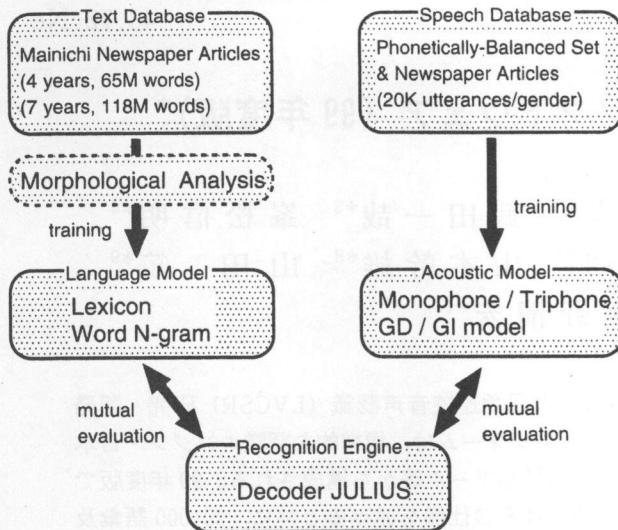 Text Database
Mainichi Newspaper Articles
(4 years, 65M words)
(7 years, 118M words)
Speech Database
Phonetically-Balanced Set
& Newspaper Articles
(20K utterances/gender)
Morphological Analysis
training
training
Language Model
Lexicon
Word N-gram
Acoustic Model
Monophone / Triphone
GD / GI model
mutual
evaluation
mutual
evaluation
Recognition Engine
Decoder JULIUS